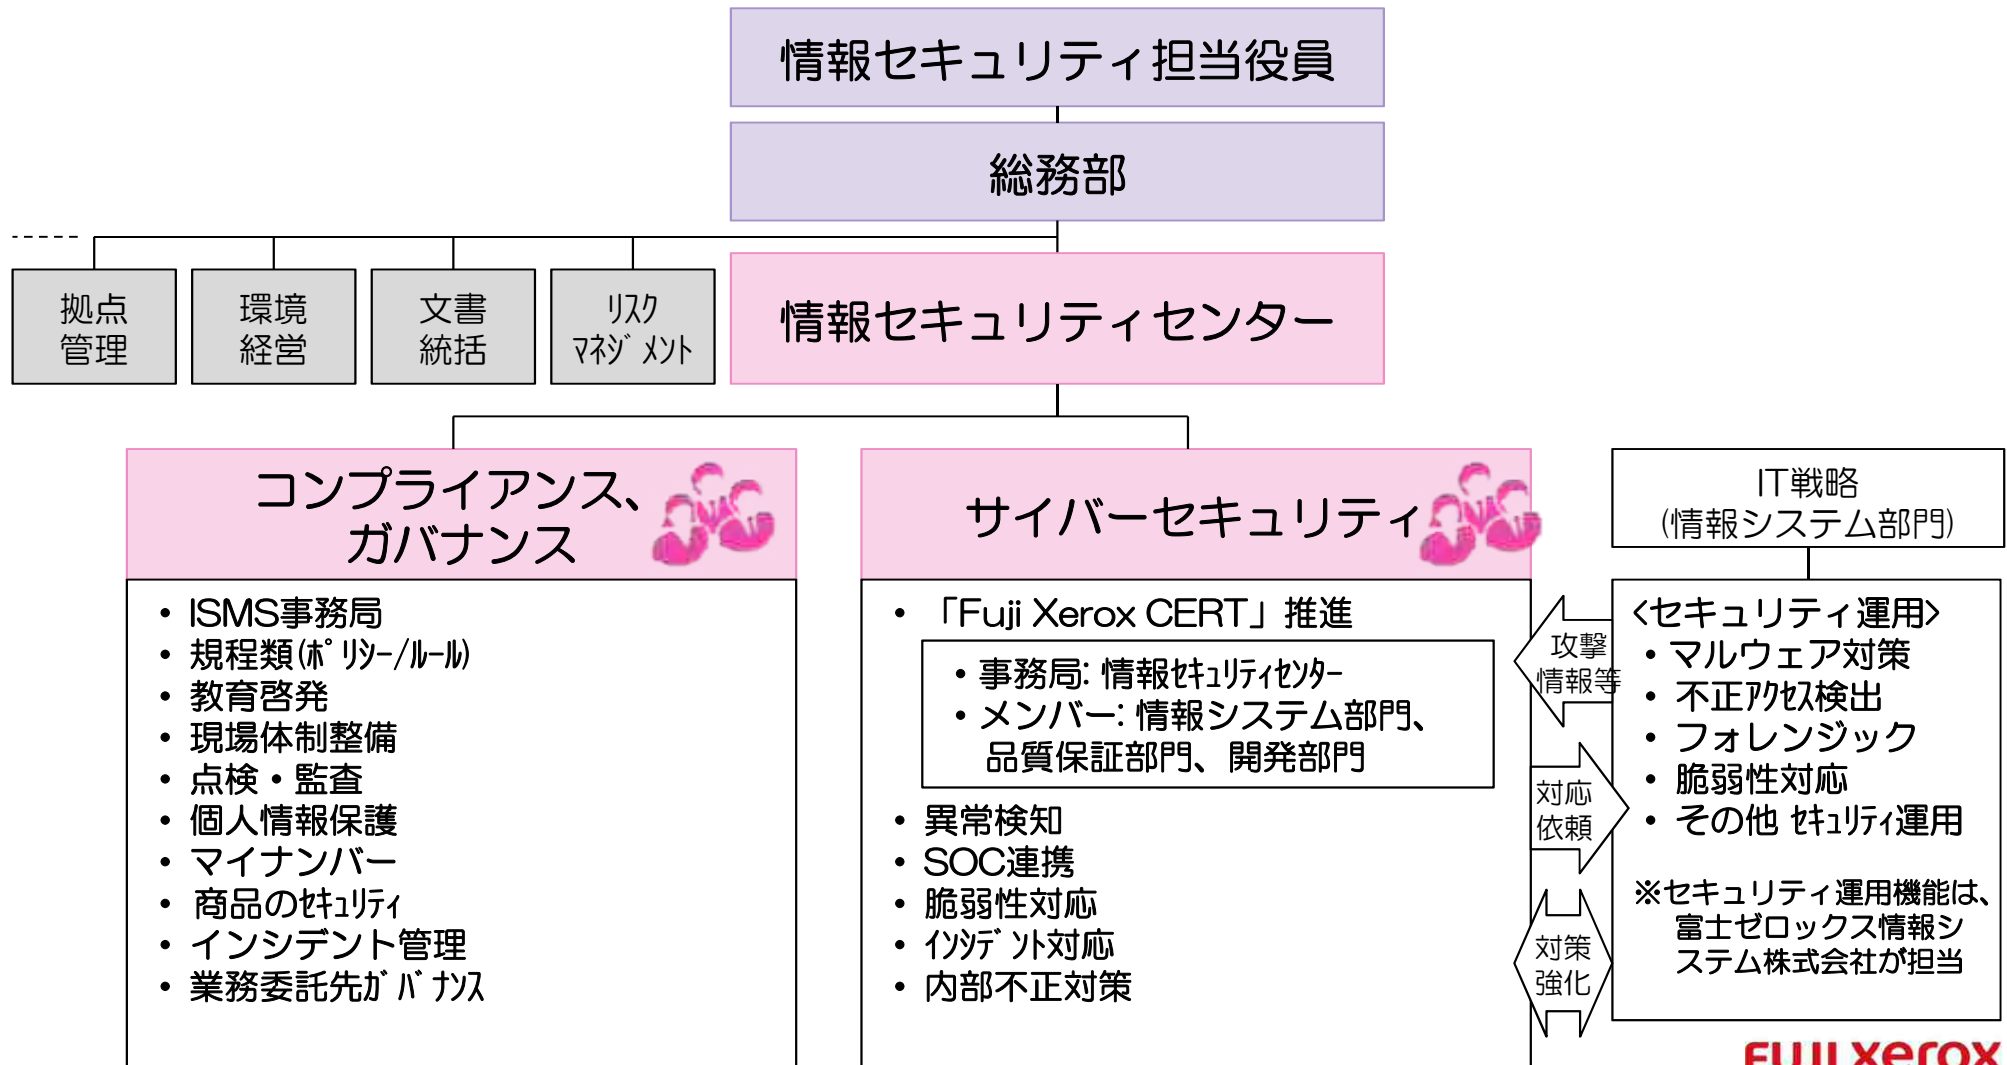 情報セキュリティ担当役員
総務部
拠点
管理
環境
経営
文書
統括
ﾘｽｸ
ﾏﾈｼﾞﾒﾝﾄ
情報セキュリティセンター
コンプライアンス、
ガバナンス
・ISMS事務局
・規程類(ﾎﾟﾘｼｰ/ﾙｰﾙ)
・教育啓発
・現場体制整備
・点検・監査
・個人情報保護
・マイナンバー
・商品のｾｷｭﾘﾃｨ
・インシデント管理
・業務委託先ｶﾞﾊﾞﾅﾝｽ
サイバーセキュリティ
・「Fuji Xerox CERT」推進
・事務局: 情報ｾｷｭﾘﾃｨｾﾝﾀｰ
・メンバー: 情報システム部門、
品質保証部門、開発部門
・異常検知
・SOC連携
・脆弱性対応
・ｲﾝｼﾃﾞﾝﾄ対応
・内部不正対策
攻撃
情報等
対応
依頼
対策
強化
IT戦略
(情報システム部門)
<セキュリティ運用>
・マルウェア対策
・不正ｱｸｾｽ検出
・フォレンジック
・脆弱性対応
・その他 ｾｷｭﾘﾃｨ運用
※セキュリティ運用機能は、
富士ゼロックス情報シ
ステム株式会社が担当
FUJI xerox